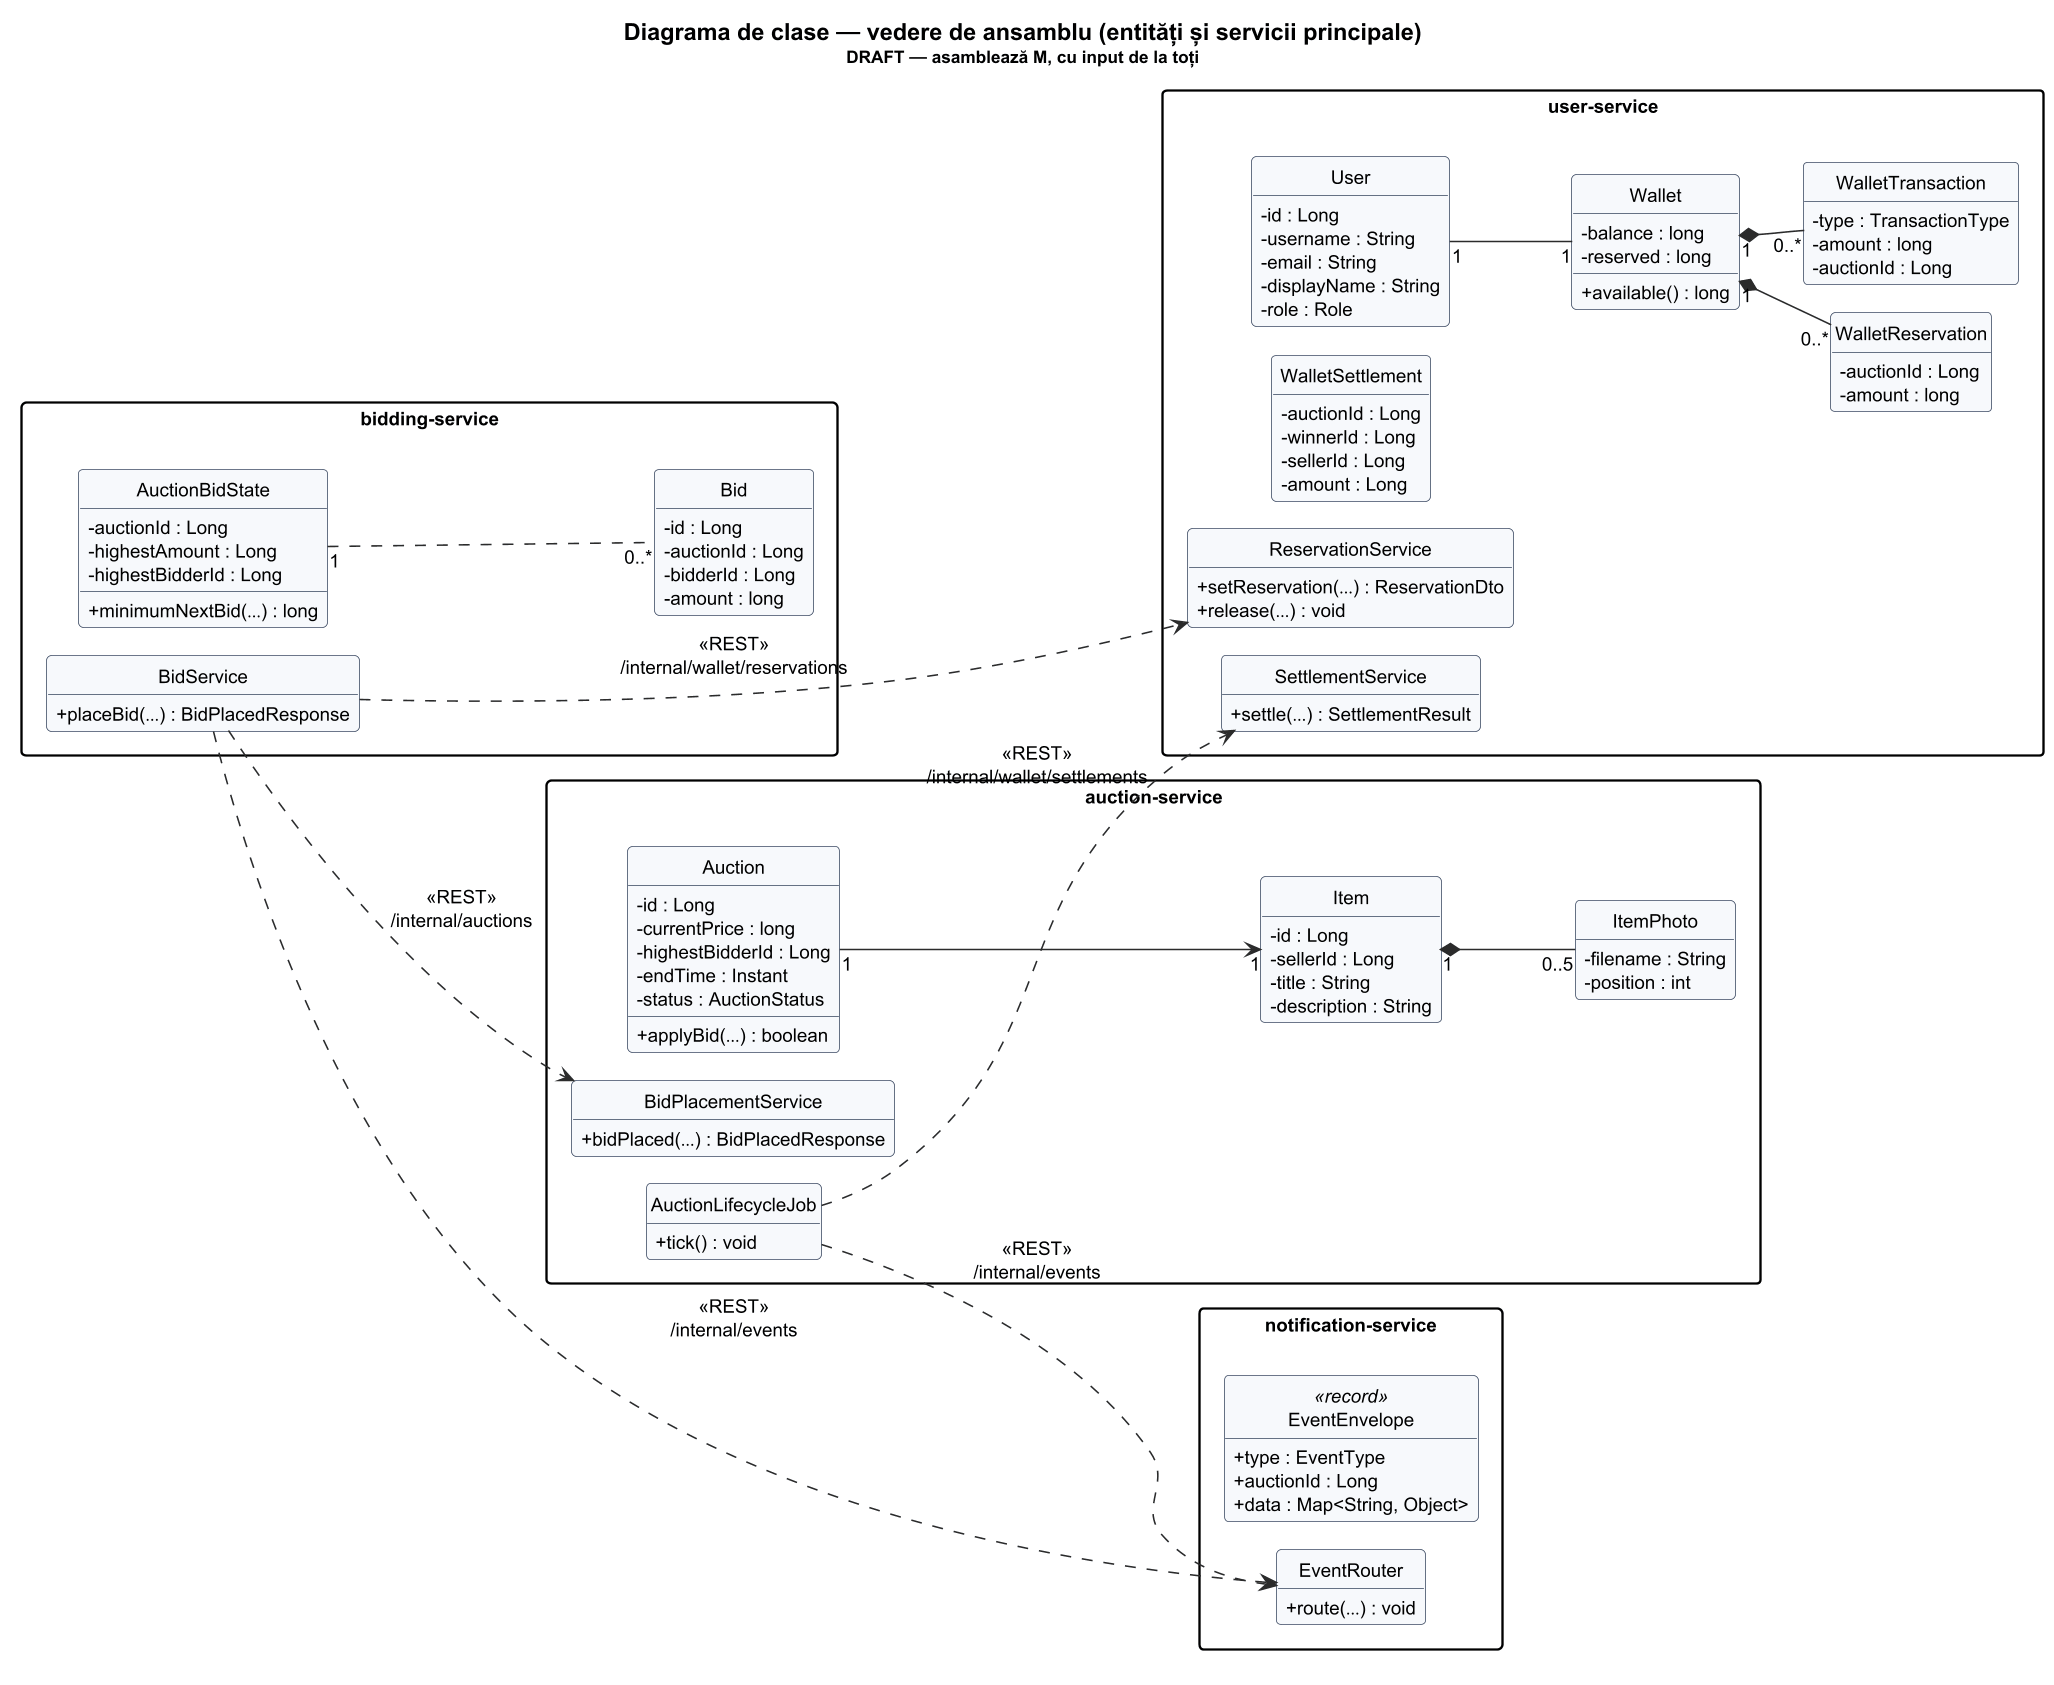 Diagrama de clase — vedere de ansamblu (entități și servicii principale)
DRAFT — asamblează M, cu input de la toți
user-service
User
-id : Long
-username : String
-email : String
-displayName : String
-role : Role
1
1
Wallet
-balance : long
-reserved : long
+available() : long
1
0..*
WalletTransaction
-type : TransactionType
-amount : long
-auctionId : Long
1
0..*
WalletReservation
-auctionId : Long
-amount : long
WalletSettlement
-auctionId : Long
-winnerId : Long
-sellerId : Long
-amount : Long
ReservationService
+setReservation(...) : ReservationDto
+release(...) : void
SettlementService
+settle(...) : SettlementResult
bidding-service
AuctionBidState
-auctionId : Long
-highestAmount : Long
-highestBidderId : Long
+minimumNextBid(...) : long
1
0..*
Bid
-id : Long
-auctionId : Long
-bidderId : Long
-amount : long
BidService
+placeBid(...) : BidPlacedResponse
«REST»
/internal/wallet/reservations
«REST»
/internal/wallet/settlements
auction-service
«REST»
/internal/auctions
Auction
-id : Long
-currentPrice : long
-highestBidderId : Long
-endTime : Instant
-status : AuctionStatus
+applyBid(...) : boolean
1
1
Item
-id : Long
-sellerId : Long
-title : String
-description : String
1
0..5
ItemPhoto
-filename : String
-position : int
BidPlacementService
+bidPlaced(...) : BidPlacedResponse
AuctionLifecycleJob
+tick() : void
«REST»
/internal/events
«REST»
/internal/events
notification-service
«record»
EventEnvelope
+type : EventType
+auctionId : Long
+data : Map<String, Object>
EventRouter
+route(...) : void